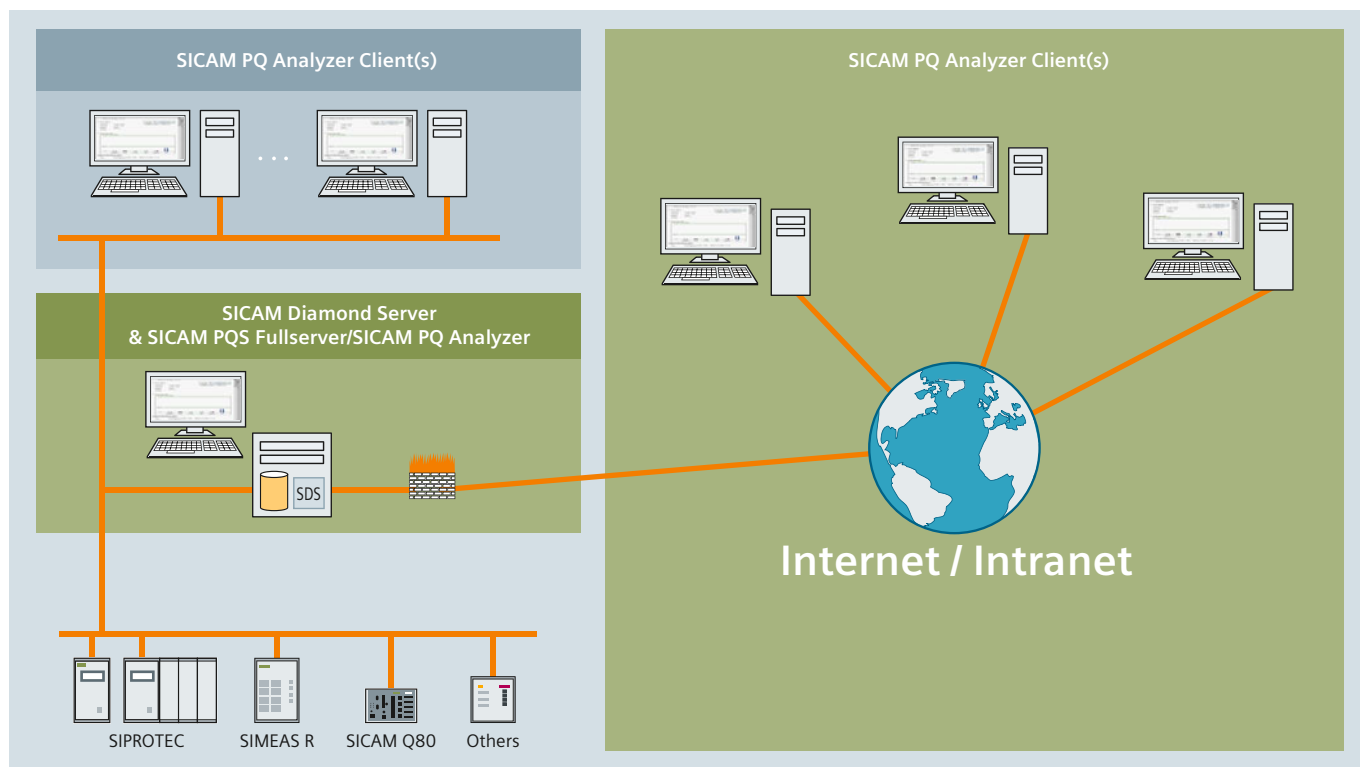 SICAM PQ Analyzer Client(s)
. . .
SICAM Diamond Server
& SICAM PQS Fullserver/SICAM PQ Analyzer
SDS
SIPROTEC
SIMEAS R
SICAM Q80
Others
SICAM PQ Analyzer Client(s)
Internet / Intranet